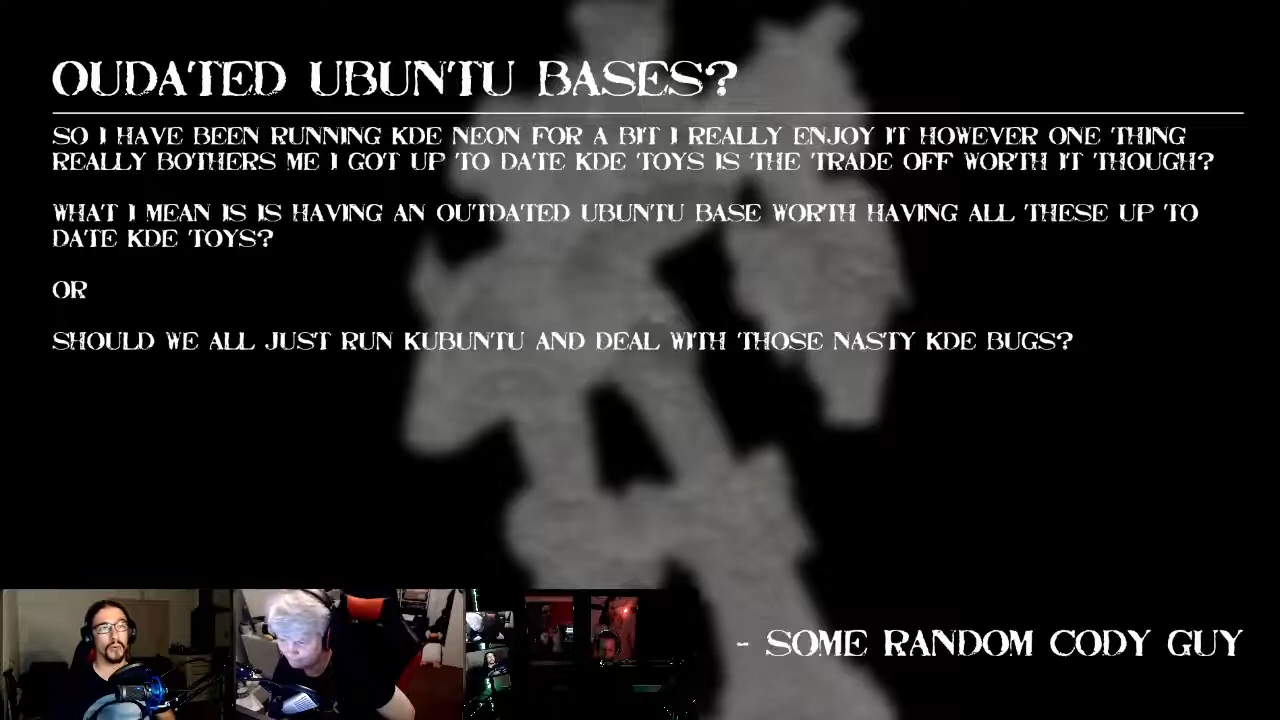 OUDATED UBUNTU BASES?
SO I HAVE BEEN RUNNING KDE NEON FOR A BIT I REALLY ENJOY IT HOWEVER ONE THING
REALLY BOTHERS ME I GOT UP TO DATE KDE TOYS IS THE TRADE OFF WORTH IT THOUGH?
WHAT I MEAN IS IS HAVING AN OUTDATED UBUNTU BASE WORTH HAVING ALL THESE UP TO
DATE KDE TOYS?
OR
SHOULD WE ALL JUST RUN KUBUNTU AND DEAL WITH THOSE NASTY KDE BUGS?
- SOME RANDOM CODY GUY